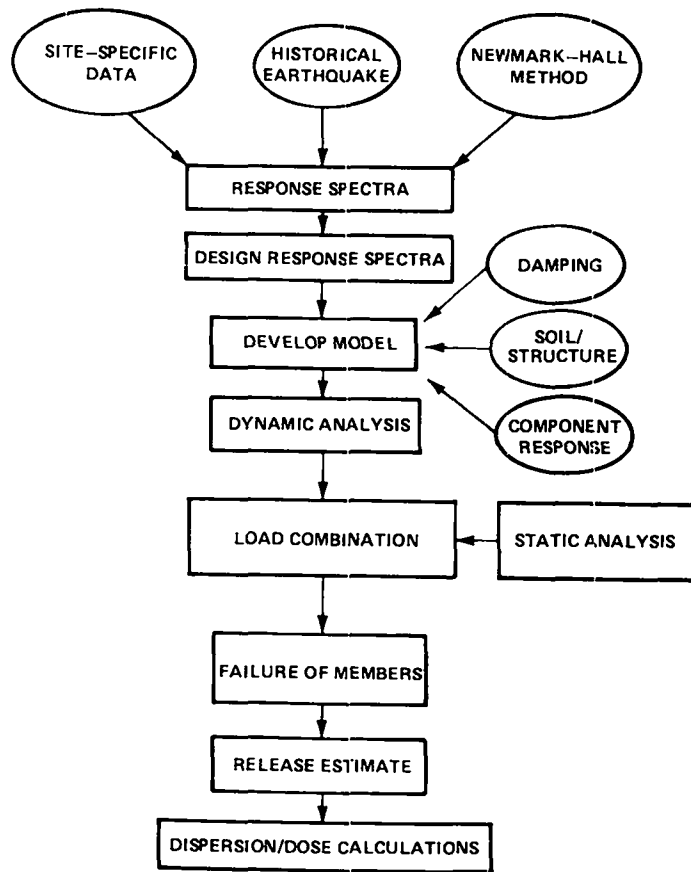 SITE-SPECIFIC
DATA
HISTORICAL
EARTHQUAKE
NEWMARK-HALL
METHOD
RESPONSE SPECTRA
DESIGN RESPONSE SPECTRA
DAMPING
DEVELOP MODEL
SOIL/
STRUCTURE
DYNAMIC ANALYSIS
COMPONENT
RESPONSE
LOAD COMBINATION
STATIC ANALYSIS
FAILURE OF MEMBERS
RELEASE ESTIMATE
DISPERSION/DOSE CALCULATIONS